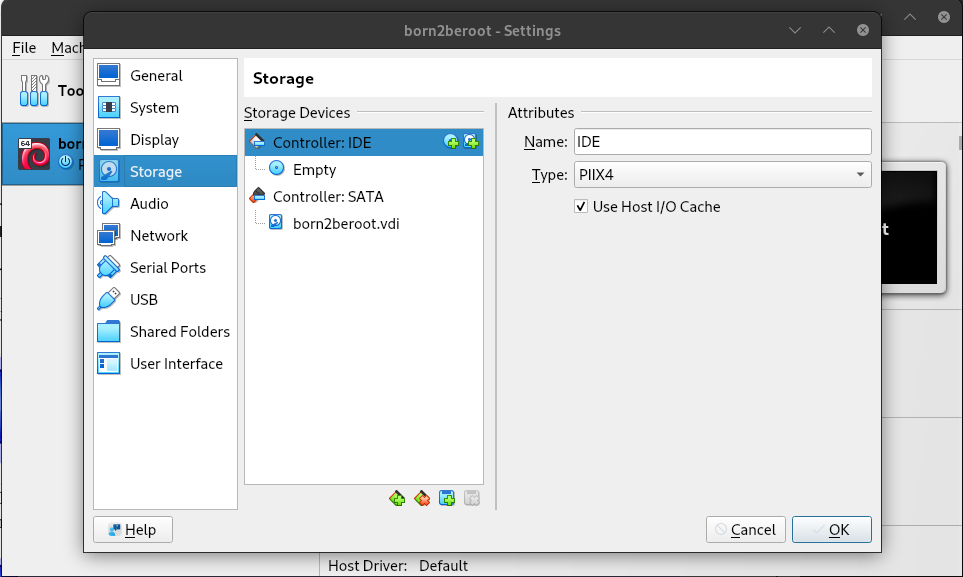 born2beroot - Settings
File Mach
Too
64
bor
General
System
Display
Storage
Audio
Network
Serial Ports
USB
Shared Folders
User Interface
Storage
Storage Devices
Controller: IDE
Empty
Controller: SATA
born2beroot.vdi
Attributes
Name: IDE
Type: PIIX4
Use Host I/O Cache
t
Help
Cancel
OK
Host Driver: Default